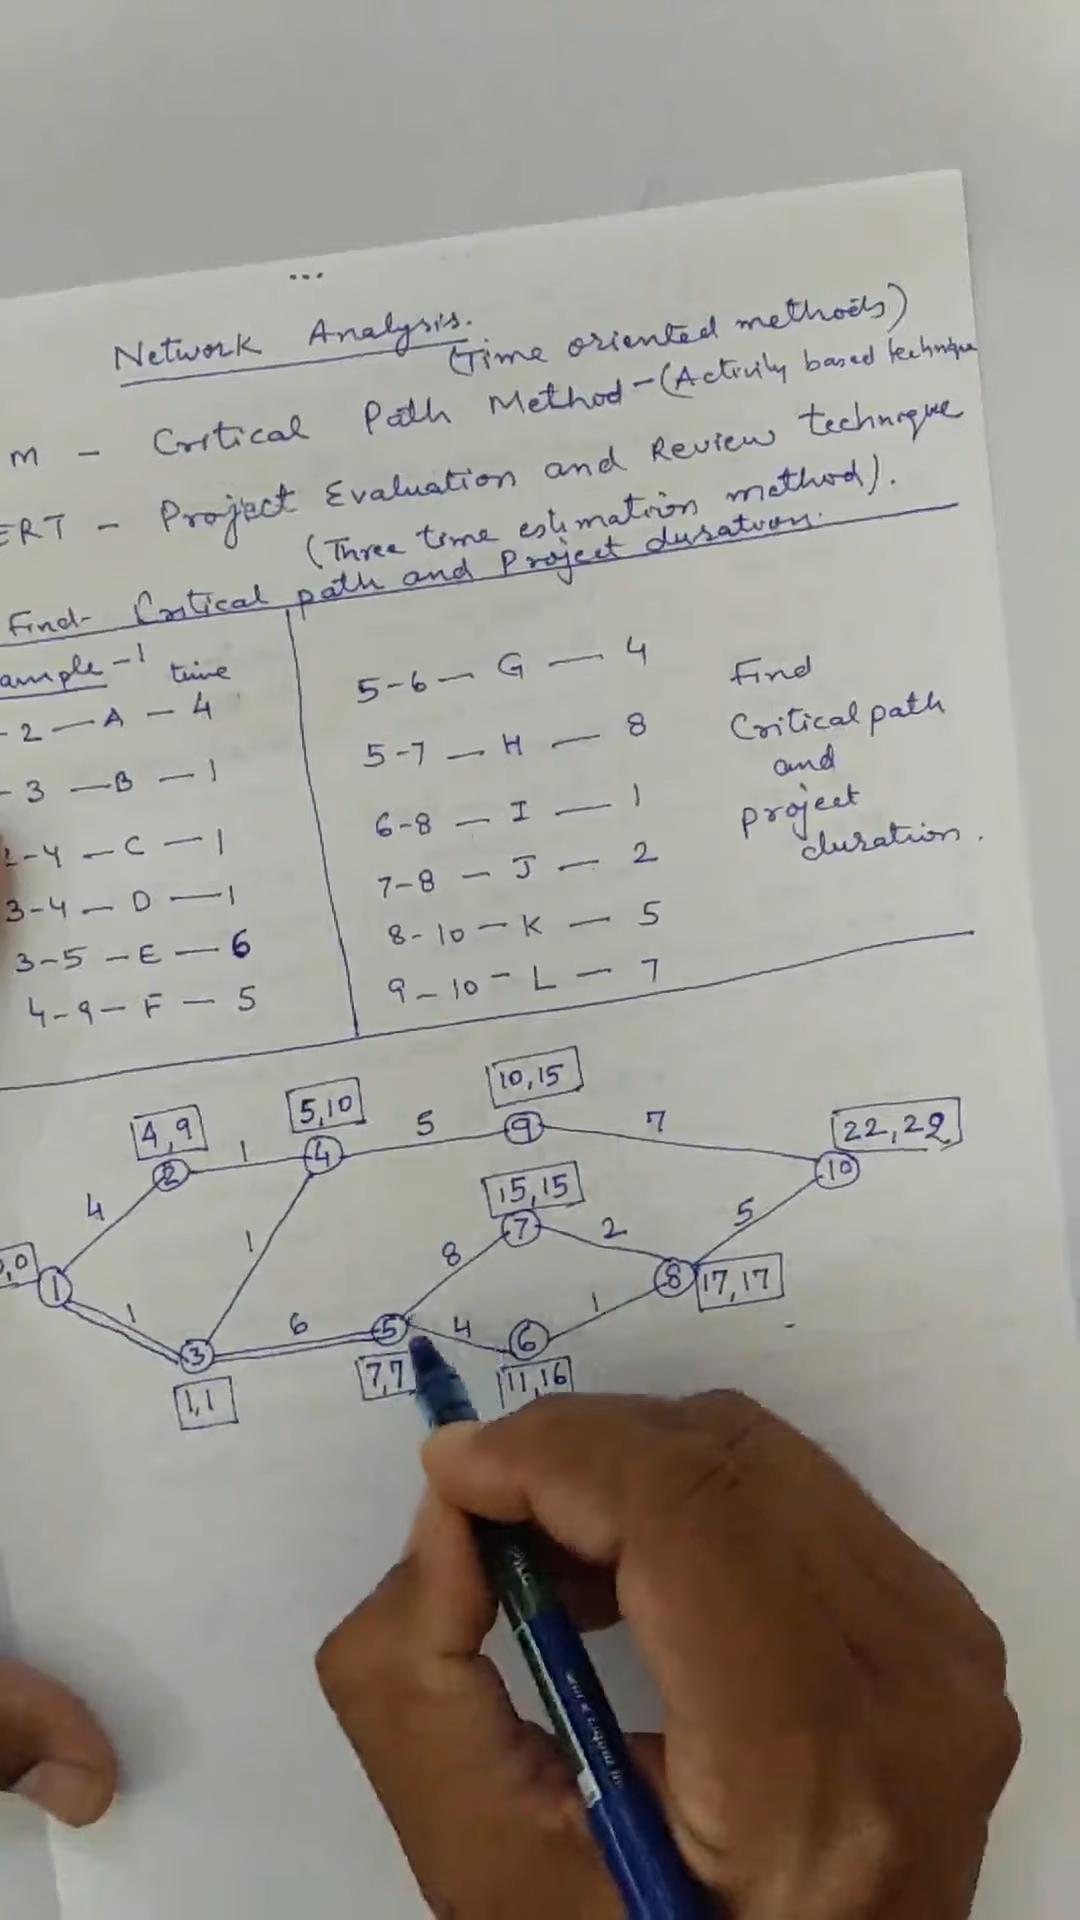 ...
Network Analysis.
(Time oriented methods)
M - Critical Path Method - (Activity based technique
ERT - Project Evaluation and Review technique
(Three time estimation method).
Find- Critical path and Project duration.
ample -1 time
-2 — A — 4
-3 — B — 1
2-4 — C — 1
3-4 — D — 1
3-5 — E — 6
4-9 — F — 5
5-6 — G — 4
5-7 — H — 8
6-8 — I — 1
7-8 — J — 2
8-10 — K — 5
9-10 — L — 7
Find
Critical path
and
project
duration.
10,15
5,10
4,9
22,22
5
9
7
1
4
2
10
15,15
4
7
2
5
1
8
0,0
1
8
17,17
1
6
5
4
6
1
3
7,7
11,16
1,1